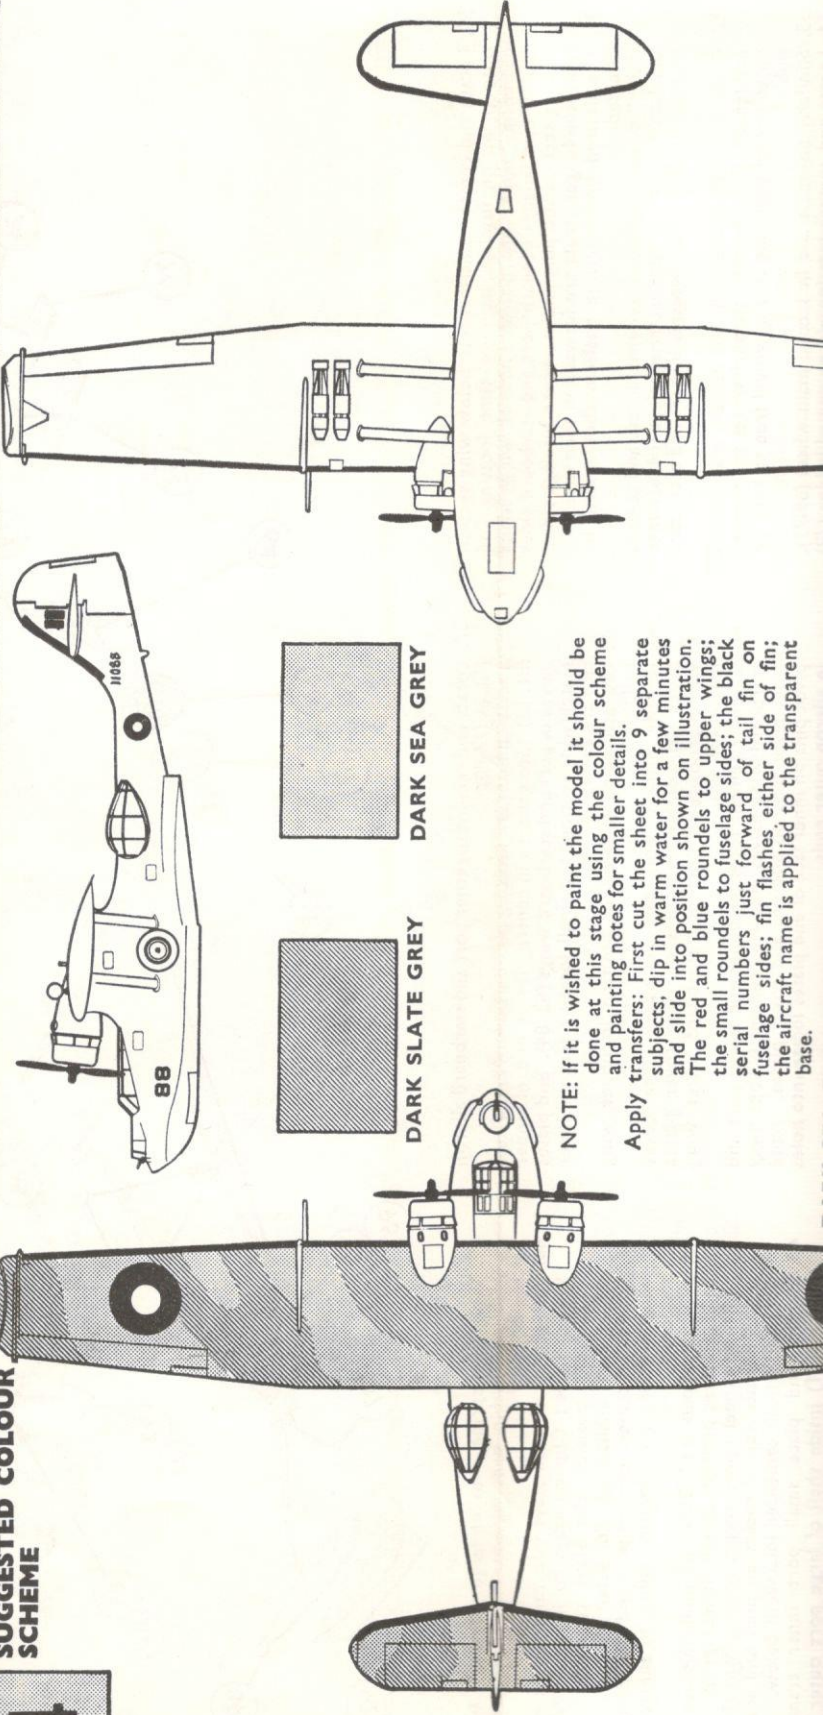 SUGGESTED COLOUR
SCHEME
88
11088
DARK SLATE GREY
DARK SEA GREY
NOTE: If it is wished to paint the model it should be
done at this stage using the colour scheme
and painting notes for smaller details.
Apply transfers: First cut the sheet into 9 separate
subjects, dip in warm water for a few minutes
and slide into position shown on illustration.
The red and blue roundels to upper wings;
the small roundels to fuselage sides; the black
serial numbers just forward of tail fin on
fuselage sides; fin flashes either side of fin;
the aircraft name is applied to the transparent
base.